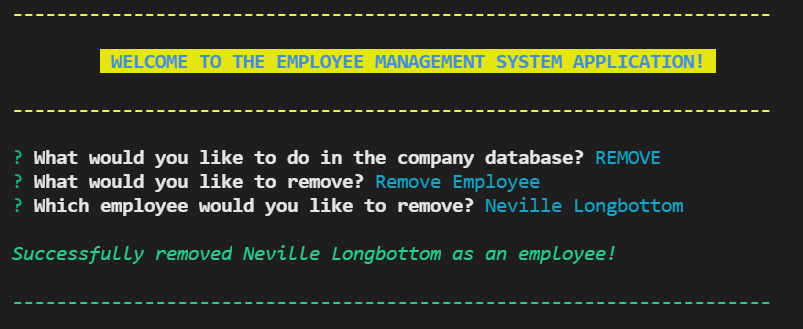 ---------------------------------------------------------------------
WELCOME TO THE EMPLOYEE MANAGEMENT SYSTEM APPLICATION!
---------------------------------------------------------------------
? What would you like to do in the company database? REMOVE
? What would you like to remove? Remove Employee
? Which employee would you like to remove? Neville Longbottom
Successfully removed Neville Longbottom as an employee!
---------------------------------------------------------------------